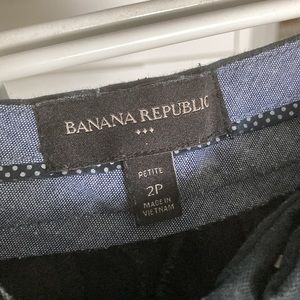 BANANA REPUBLIC
PETITE
2P
MADE IN
VIETNAM